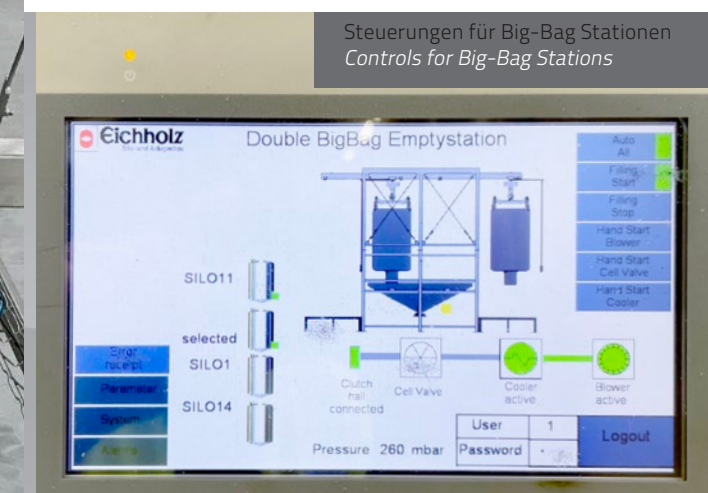 Steuerungen für Big-Bag Stationen
Controls for Big-Bag Stations
Eichholz
Double BigBag Emptystation
Auto
All
Filling
Start
Filling
Stop
Hand Start
Blower
Hand Start
Cell Valve
Hand Start
Cooler
SILO11
selected
SILO1
SILO14
Error
receipt
Parameter
System
Alarms
Clutch
hall
connected
Cell Valve
Cooler
active
Blower
active
Pressure 260 mbar
User 1
Password *
Logout